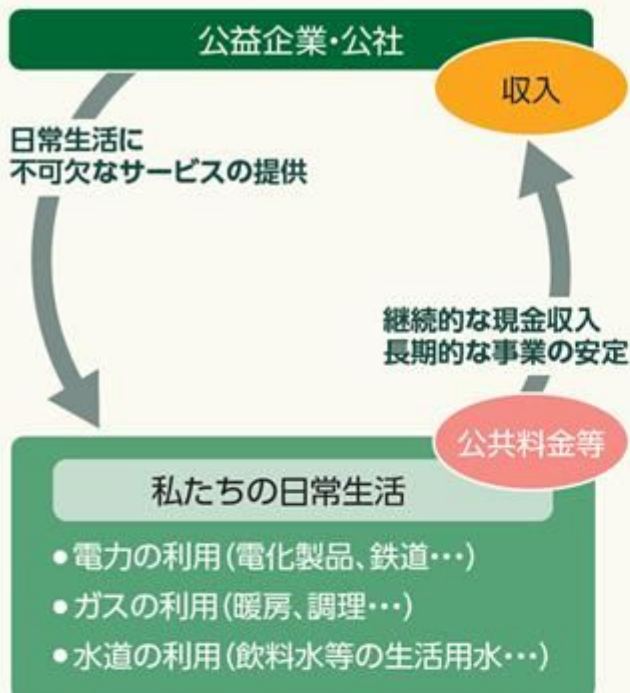 公益企業・公社
収入
日常生活に
不可欠なサービスの提供
継続的な現金収入
長期的な事業の安定
公共料金等
私たちの日常生活
●電力の利用(電化製品、鉄道・・・)
●ガスの利用(暖房、調理・・・)
●水道の利用(飲料水等の生活用水・・・)